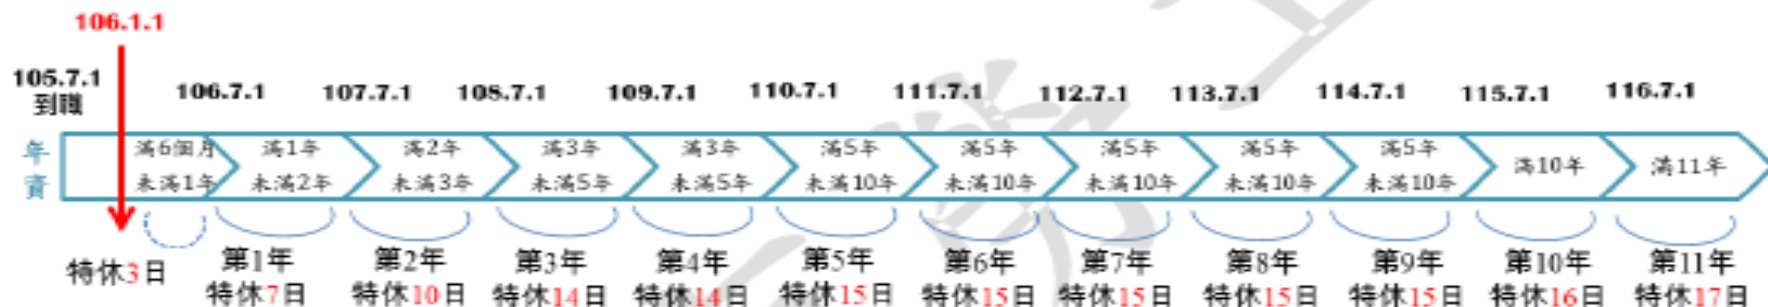 106.1.1
105.7.1
到職
106.7.1
107.7.1
108.7.1
109.7.1
110.7.1
111.7.1
112.7.1
113.7.1
114.7.1
115.7.1
116.7.1
年
資
滿6個月
未滿1年
滿1年
未滿2年
滿2年
未滿3年
滿3年
未滿5年
滿3年
未滿5年
滿5年
未滿10年
滿5年
未滿10年
滿5年
未滿10年
滿5年
未滿10年
滿5年
未滿10年
滿10年
滿11年
特休3日
第1年
特休7日
第2年
特休10日
第3年
特休14日
第4年
特休14日
第5年
特休15日
第6年
特休15日
第7年
特休15日
第8年
特休15日
第9年
特休15日
第10年
特休16日
第11年
特休17日